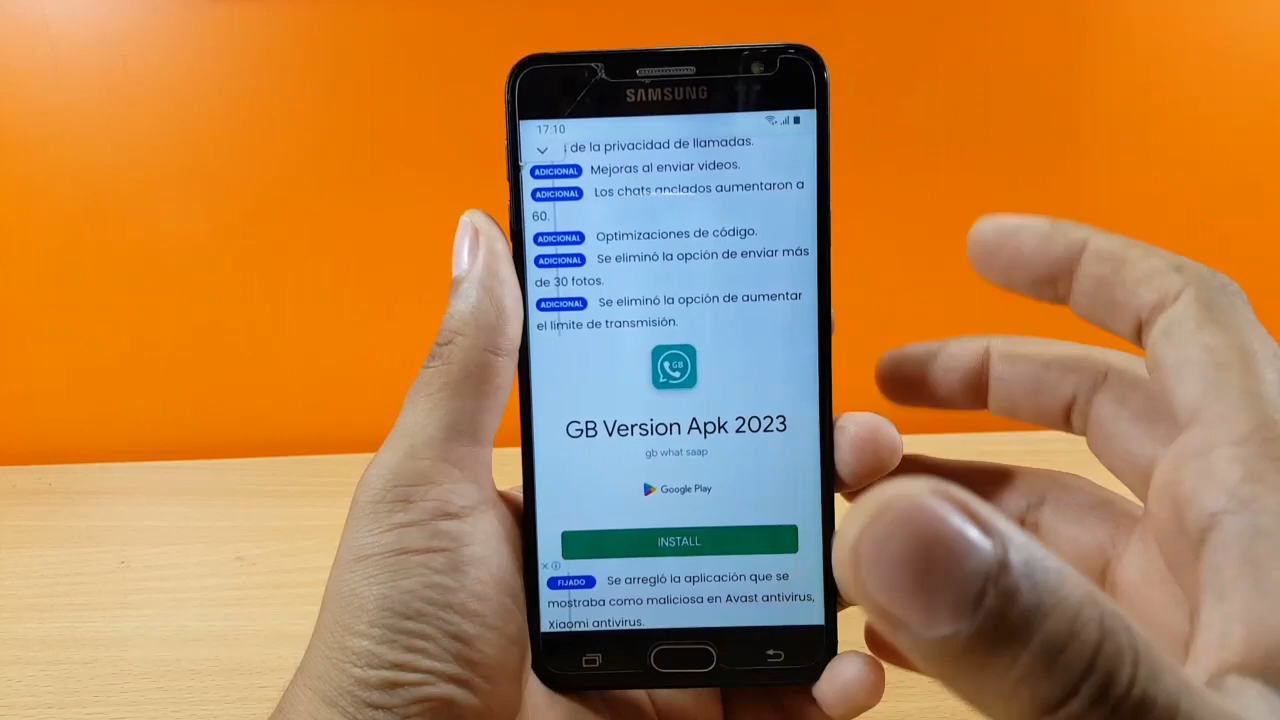 SAMSUNG
17:10
de la privacidad de llamadas.
ADICIONAL Mejoras al enviar videos.
ADICIONAL Los chats anclados aumentaron a
60.
ADICIONAL Optimizaciones de código.
ADICIONAL Se eliminó la opción de enviar más
de 30 fotos.
ADICIONAL Se eliminó la opción de aumentar
el límite de transmisión.
GB
GB Version Apk 2023
gb what saap
Google Play
INSTALL
FIJADO Se arregló la aplicación que se
mostraba como maliciosa en Avast antivirus,
Xiaomi antivirus.